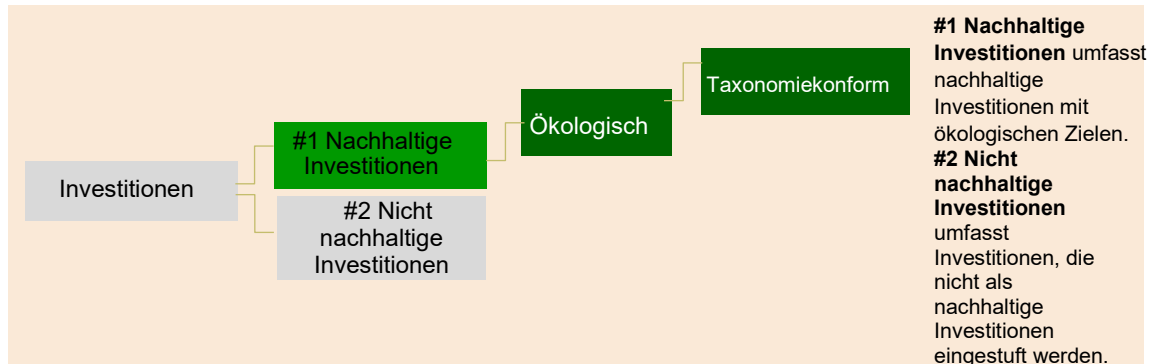 Investitionen
#1 Nachhaltige
Investitionen
#2 Nicht
nachhaltige
Investitionen
Ökologisch
Taxonomiekonform
#1 Nachhaltige
Investitionen umfasst
nachhaltige
Investitionen mit
ökologischen Zielen.
#2 Nicht
nachhaltige
Investitionen
umfasst
Investitionen, die
nicht als
nachhaltige
Investitionen
eingestuft werden.